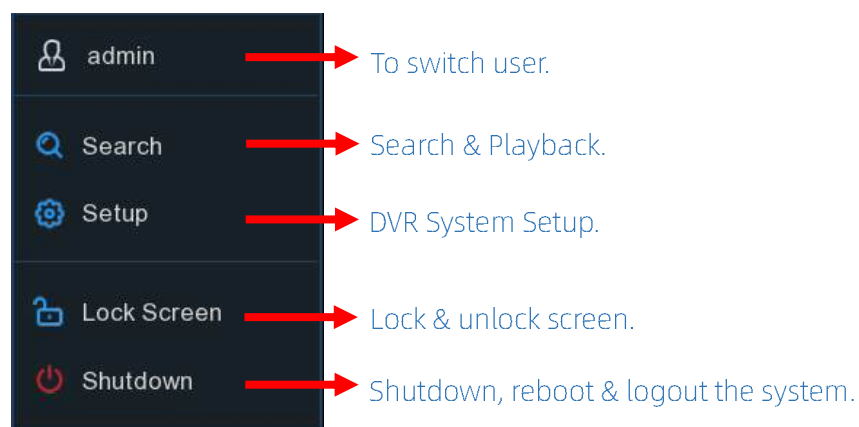 admin To switch user.
Search Search & Playback.
Setup DVR System Setup.
Lock Screen Lock & unlock screen.
Shutdown Shutdown, reboot & logout the system.